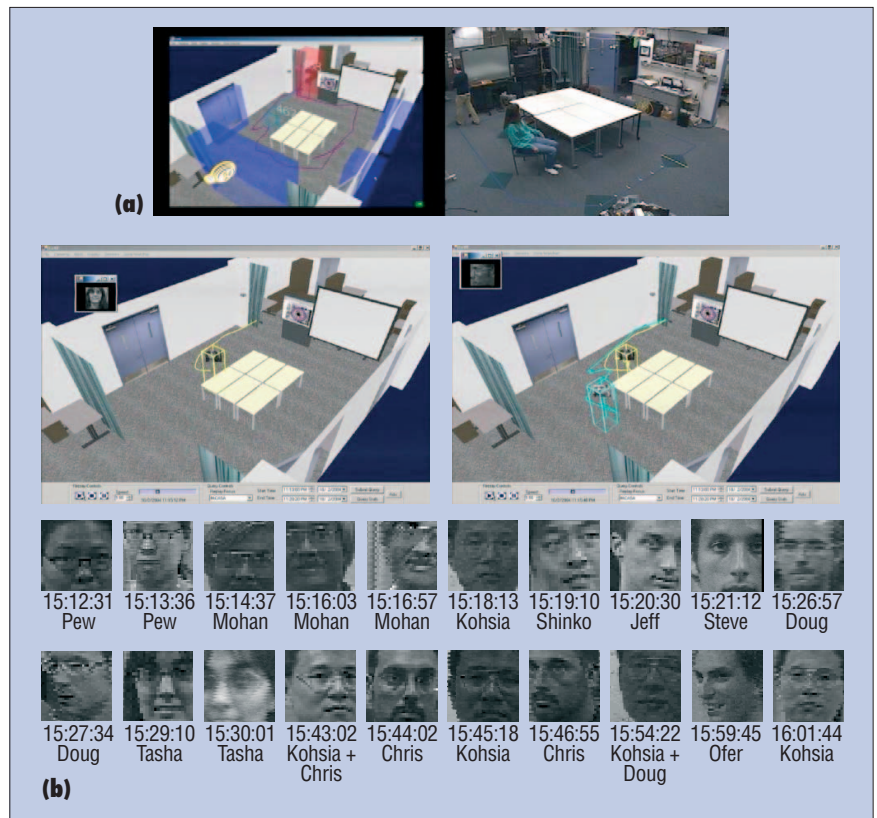 (a)
15:12:31 15:13:36 15:14:37 15:16:03 15:16:57 15:18:13 15:19:10 15:20:30 15:21:12 15:26:57
Pew Pew Mohan Mohan Mohan Kohsia Shinko Jeff Steve Doug
15:27:34 15:29:10 15:30:01 15:43:02 15:44:02 15:45:18 15:46:55 15:54:22 15:59:45 16:01:44
Doug Tasha Tasha Kohsia + Chris Kohsia Chris Kohsia + Ofer Kohsia
Chris Doug
(b)